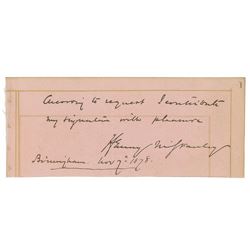 According to request I contribute
my signature with pleasure
Henry M Stanley
Birmingham. Nov 7th 1878.